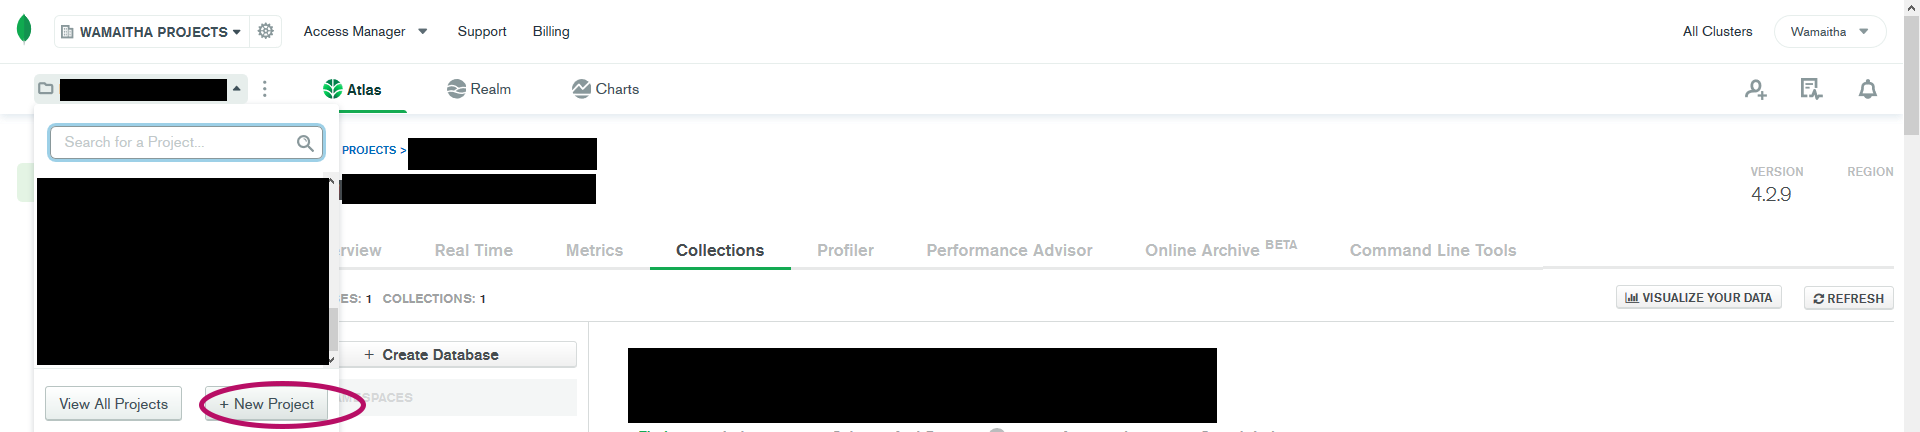 WAMAITHA PROJECTS
Access Manager
Support
Billing
All Clusters
Wamaitha
Atlas
Realm
Charts
Search for a Project...
PROJECTS >
VERSION
REGION
4.2.9
rview
Real Time
Metrics
Collections
Profiler
Performance Advisor
Online Archive BETA
Command Line Tools
ES: 1 COLLECTIONS: 1
VISUALIZE YOUR DATA
REFRESH
+ Create Database
SPACES
View All Projects
+ New Project